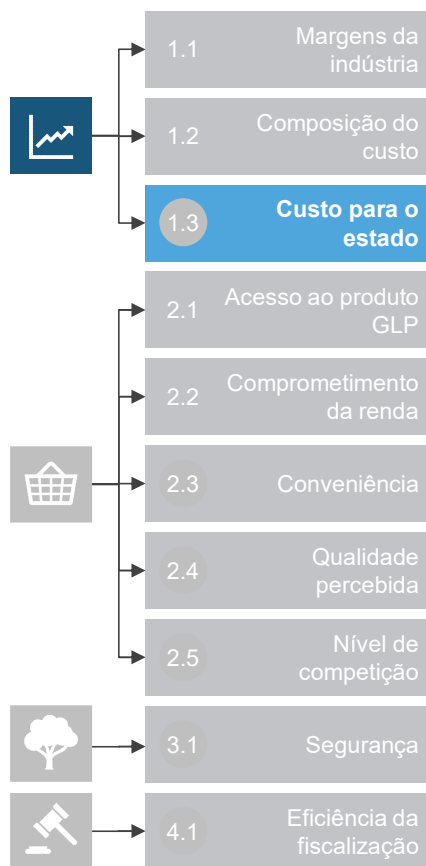 1.1
Margens da
indústria
1.2
Composição do
custo
1.3
Custo para o
estado
2.1
Acesso ao produto
GLP
2.2
Comprometimento
da renda
2.3
Conveniência
2.4
Qualidade
percebida
2.5
Nível de
competição
3.1
Segurança
4.1
Eficiência da
fiscalização